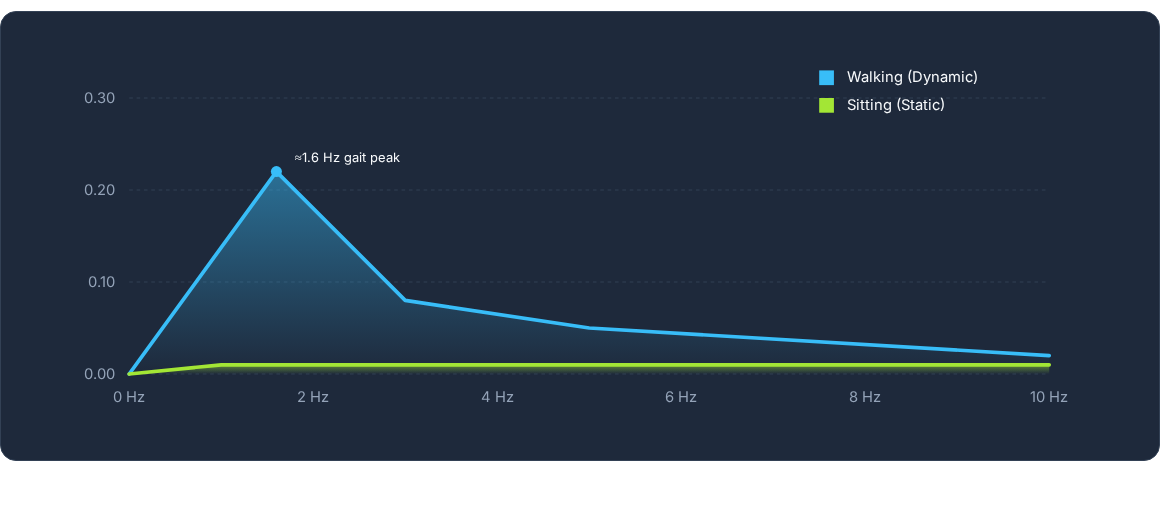 Walking (Dynamic)
Sitting (Static)
0.30
≈1.6 Hz gait peak
0.20
0.10
0.00
0 Hz
2 Hz
4 Hz
6 Hz
8 Hz
10 Hz